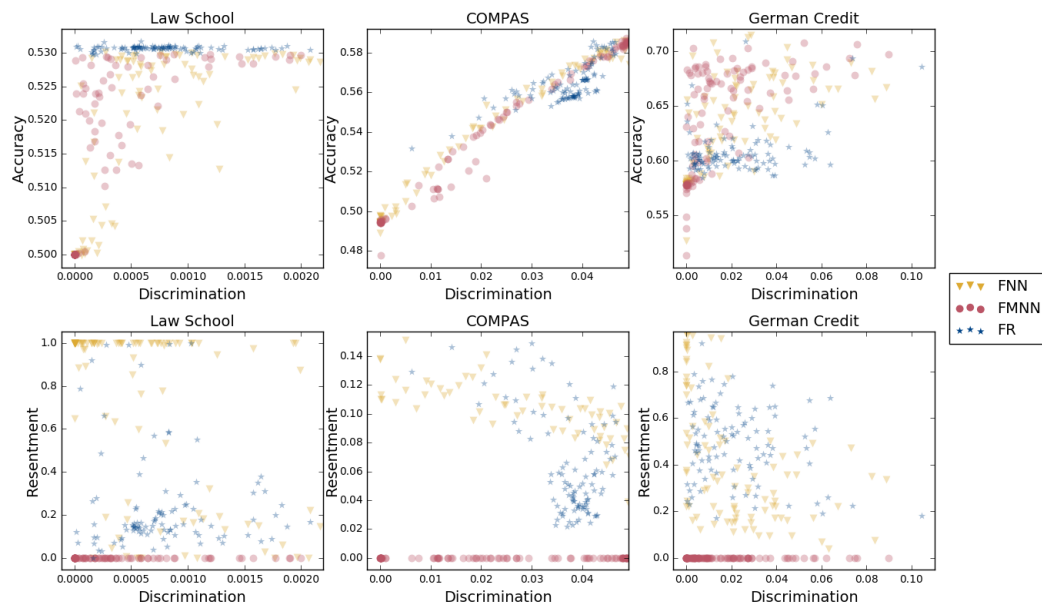 Law School
COMPAS
German Credit
Accuracy
0.530
0.525
0.520
0.515
0.510
0.505
0.500
0.0000 0.0005 0.0010 0.0015 0.0020
Discrimination
Accuracy
0.58
0.56
0.54
0.52
0.50
0.48
0.00 0.01 0.02 0.03 0.04
Discrimination
Accuracy
0.70
0.65
0.60
0.55
0.00 0.02 0.04 0.06 0.08 0.10
Discrimination
FNN
FMNN
FR
Law School
COMPAS
German Credit
Resentment
1.0
0.8
0.6
0.4
0.2
0.0
0.0000 0.0005 0.0010 0.0015 0.0020
Discrimination
Resentment
0.14
0.12
0.10
0.08
0.06
0.04
0.02
0.00
0.00 0.01 0.02 0.03 0.04
Discrimination
Resentment
0.8
0.6
0.4
0.2
0.0
0.00 0.02 0.04 0.06 0.08 0.10
Discrimination